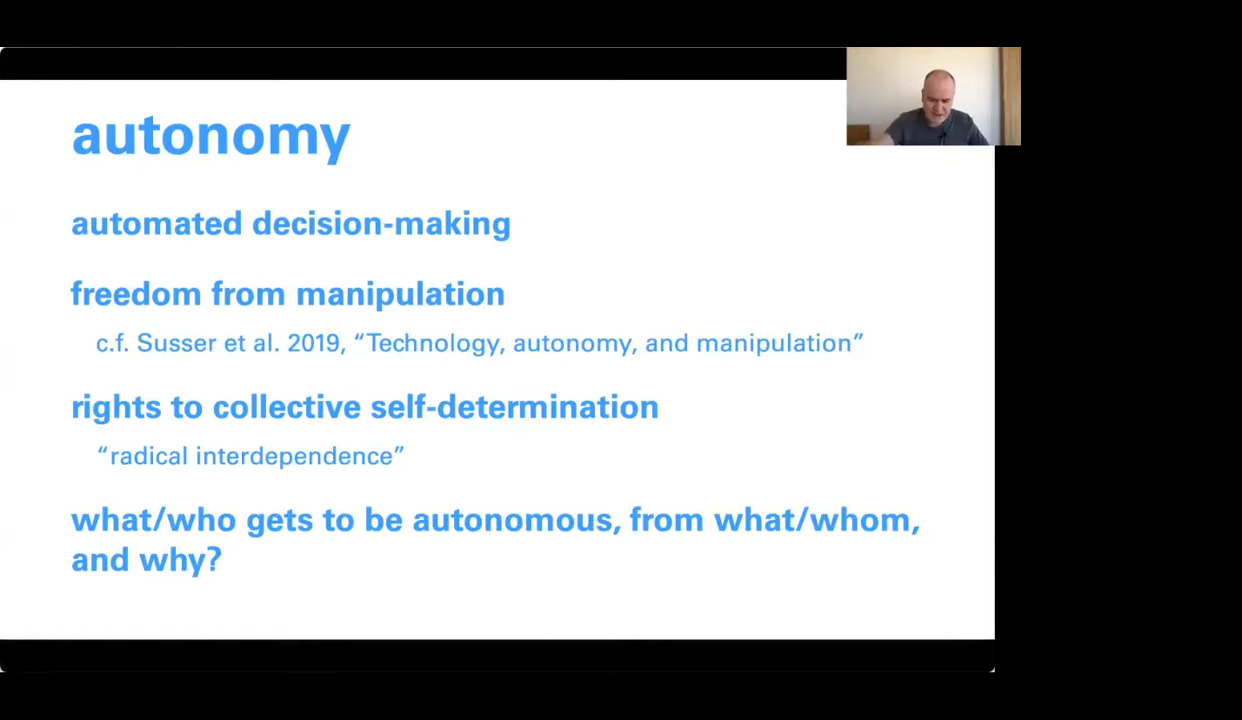 autonomy
automated decision-making
freedom from manipulation
c.f. Susser et al. 2019, “Technology, autonomy, and manipulation”
rights to collective self-determination
“radical interdependence”
what/who gets to be autonomous, from what/whom,
and why?